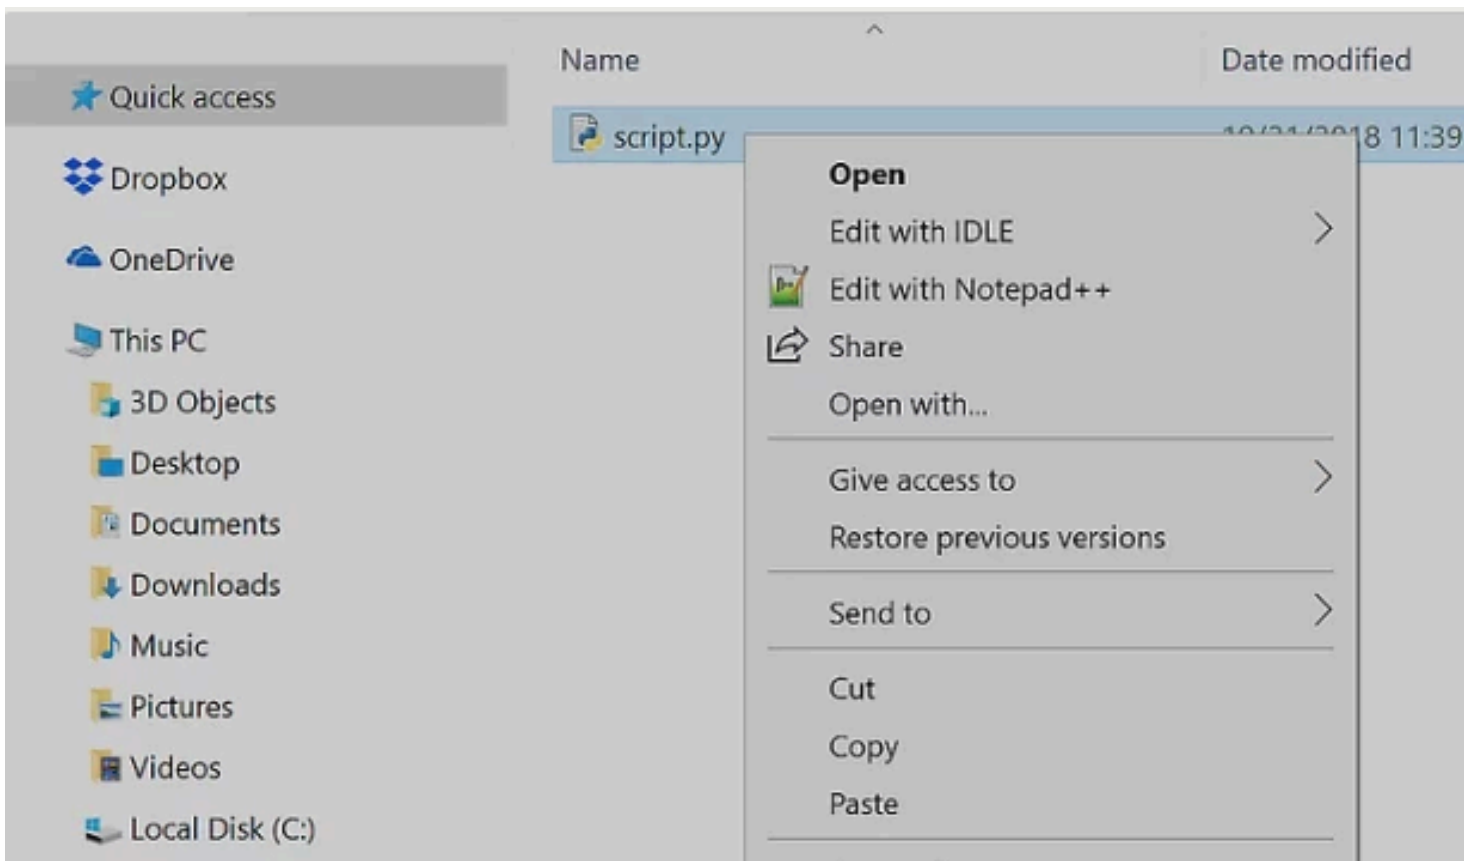 Name
Date modified
Quick access
script.py
8 11:39
Dropbox
OneDrive
This PC
3D Objects
Desktop
Documents
Downloads
Music
Pictures
Videos
Local Disk (C:)
Open
Edit with IDLE
Edit with Notepad++
Share
Open with...
Give access to
Restore previous versions
Send to
Cut
Copy
Paste